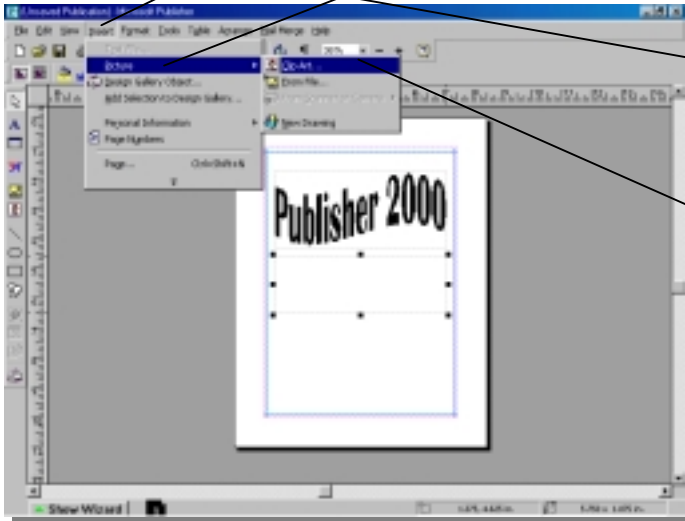 (Unsaved Publication) Microsoft Publisher
File Edit View Insert Format Tools Table Arrange Mail Merge Help
Picture
Clip Art...
Design Gallery Object...
From File...
Add Selection to Design Gallery...
Personal Information
New Drawing
Page Numbers
Page... Ctrl+Shift+N
Publisher 2000
Show Wizard